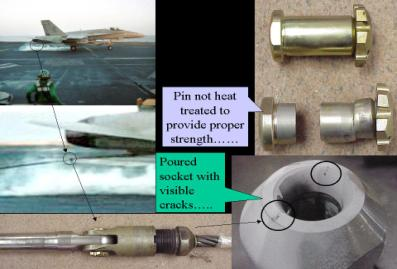 Pin not heat
treated to
provide proper
strength......
Poured
socket with
visible
cracks.....